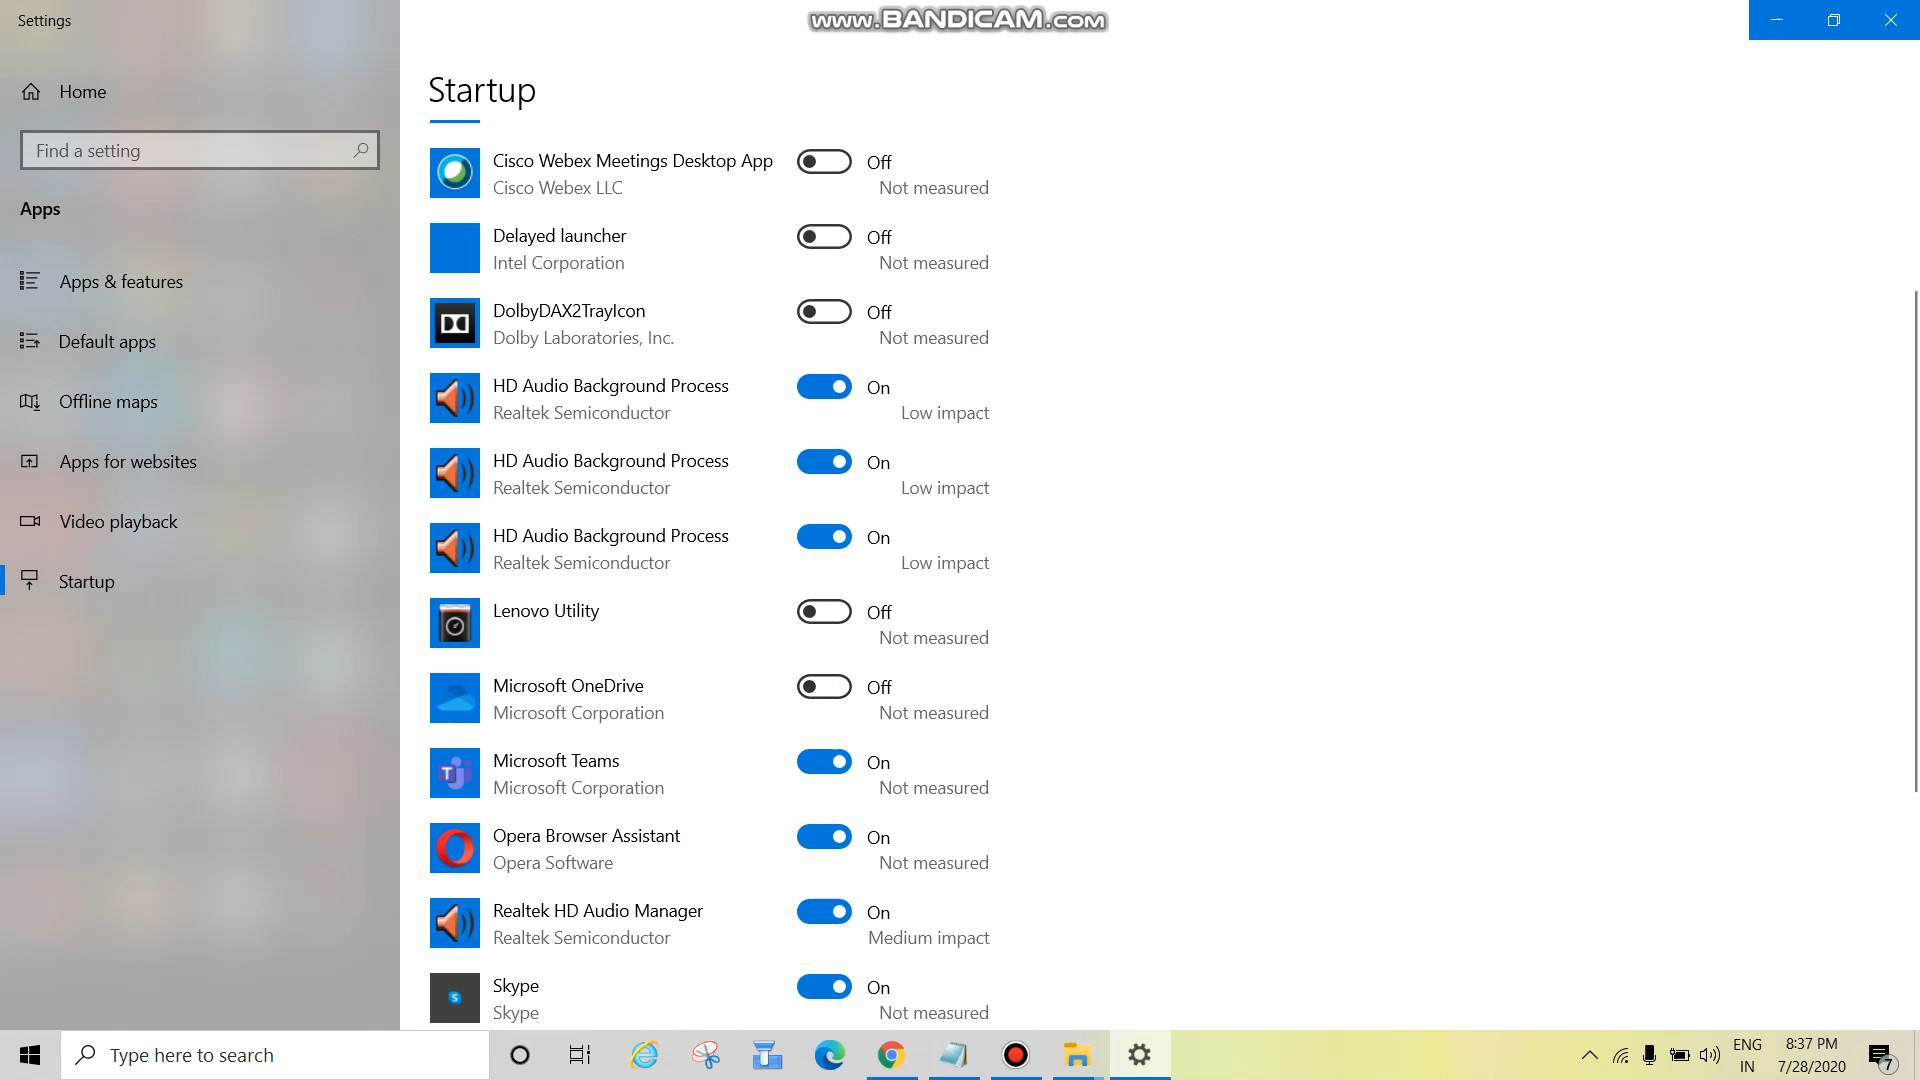 Settings
www.BANDICAM.com
Home
Find a setting
Apps
Apps & features
Default apps
Offline maps
Apps for websites
Video playback
Startup
Startup
Cisco Webex Meetings Desktop App
Off
Cisco Webex LLC
Not measured
Delayed launcher
Off
Intel Corporation
Not measured
DolbyDAX2TrayIcon
Off
Dolby Laboratories, Inc.
Not measured
HD Audio Background Process
On
Realtek Semiconductor
Low impact
HD Audio Background Process
On
Realtek Semiconductor
Low impact
HD Audio Background Process
On
Realtek Semiconductor
Low impact
Lenovo Utility
Off
Not measured
Microsoft OneDrive
Off
Microsoft Corporation
Not measured
Microsoft Teams
On
Microsoft Corporation
Not measured
Opera Browser Assistant
On
Opera Software
Not measured
Realtek HD Audio Manager
On
Realtek Semiconductor
Medium impact
Skype
On
Skype
Not measured
Type here to search
ENG
IN
8:37 PM
7/28/2020
7